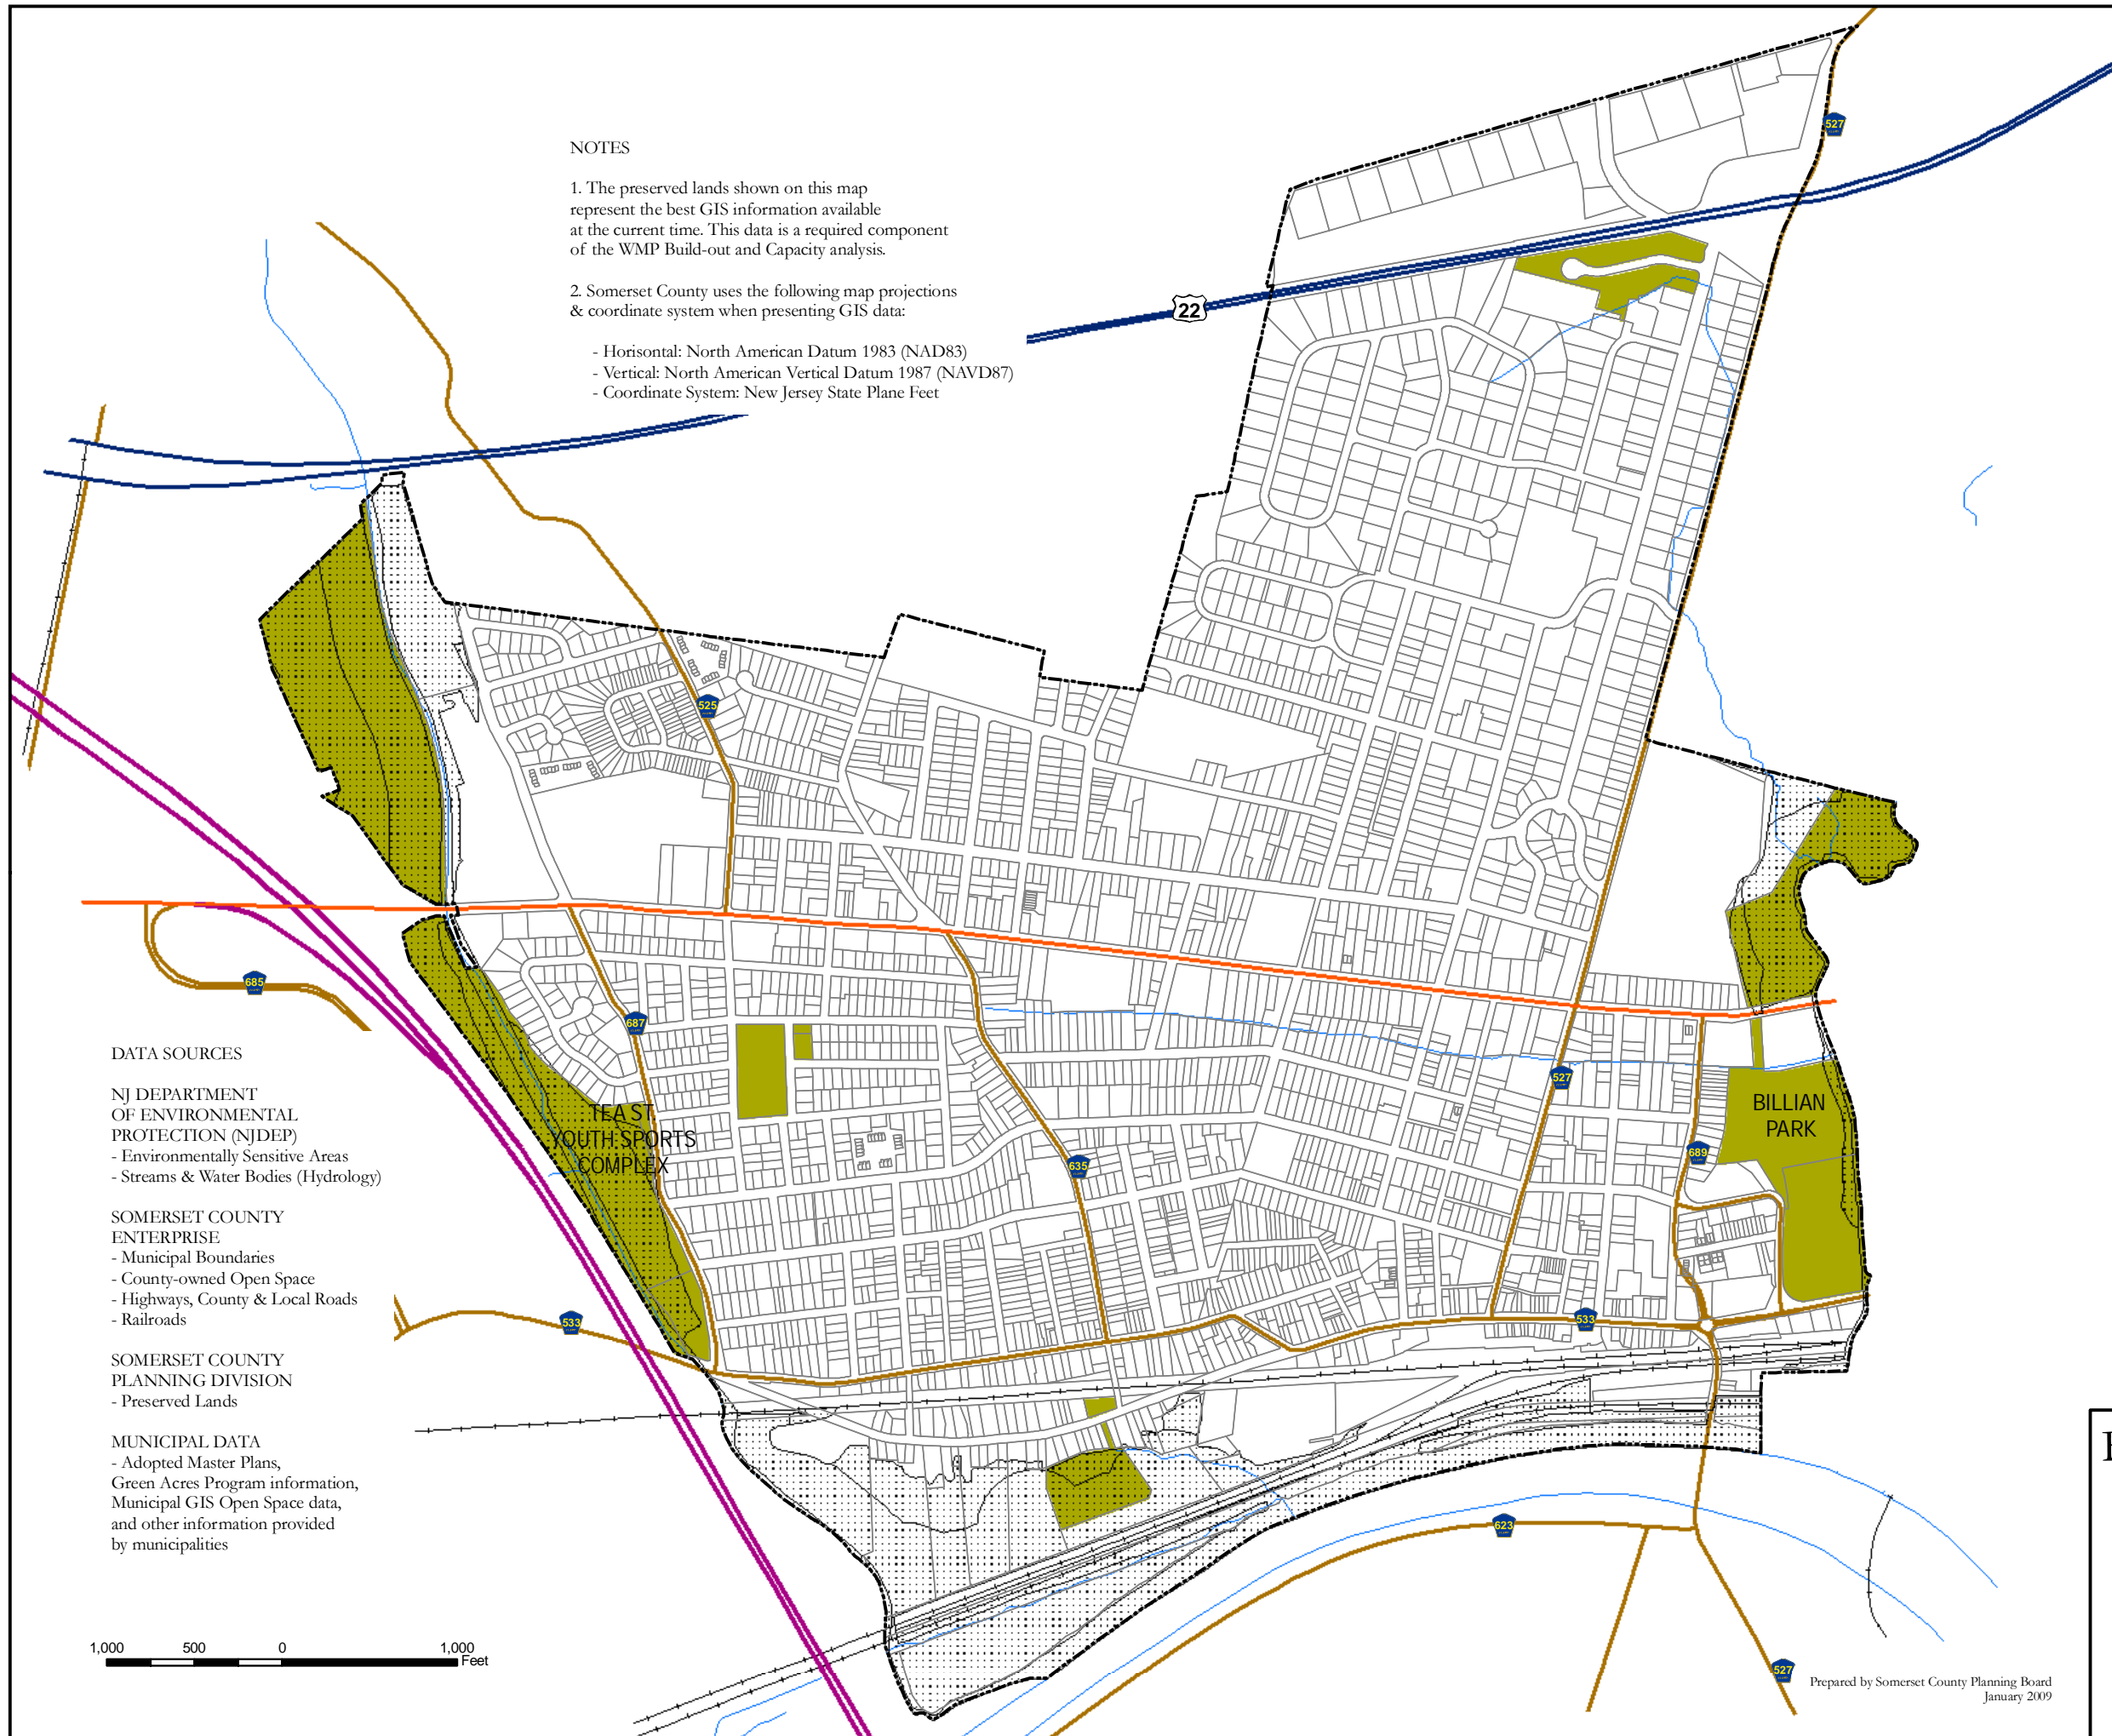 NOTES
1. The preserved lands shown on this map
represent the best GIS information available
at the current time. This data is a required component
of the WMP Build-out and Capacity analysis.
2. Somerset County uses the following map projections
& coordinate system when presenting GIS data:
- Horisontal: North American Datum 1983 (NAD83)
- Vertical: North American Vertical Datum 1987 (NAVD87)
- Coordinate System: New Jersey State Plane Feet
527
22
525
685
687
527
635
689
533
533
623
527
TEA ST.
YOUTH SPORTS
COMPLEX
BILLIAN
PARK
DATA SOURCES
NJ DEPARTMENT
OF ENVIRONMENTAL
PROTECTION (NJDEP)
- Environmentally Sensitive Areas
- Streams & Water Bodies (Hydrology)
SOMERSET COUNTY
ENTERPRISE
- Municipal Boundaries
- County-owned Open Space
- Highways, County & Local Roads
- Railroads
SOMERSET COUNTY
PLANNING DIVISION
- Preserved Lands
MUNICIPAL DATA
- Adopted Master Plans,
Green Acres Program information,
Municipal GIS Open Space data,
and other information provided
by municipalities
1,000 500 0 1,000
Feet
Prepared by Somerset County Planning Board
January 2009